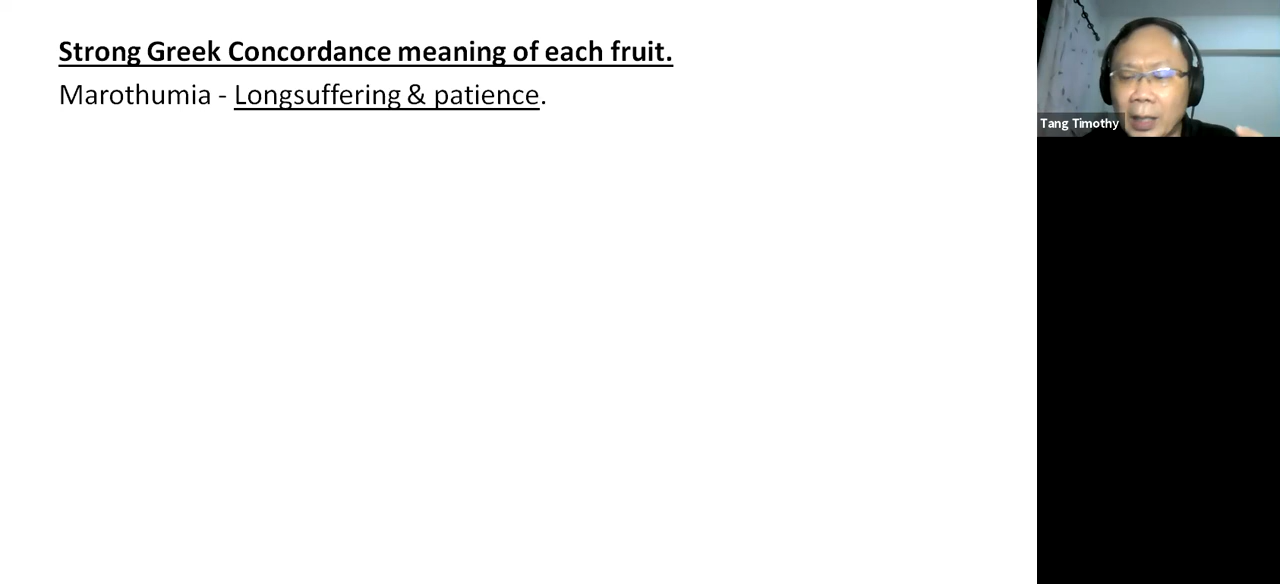 Strong Greek Concordance meaning of each fruit.
Marothumia - Longsuffering & patience.
Tang Timothy